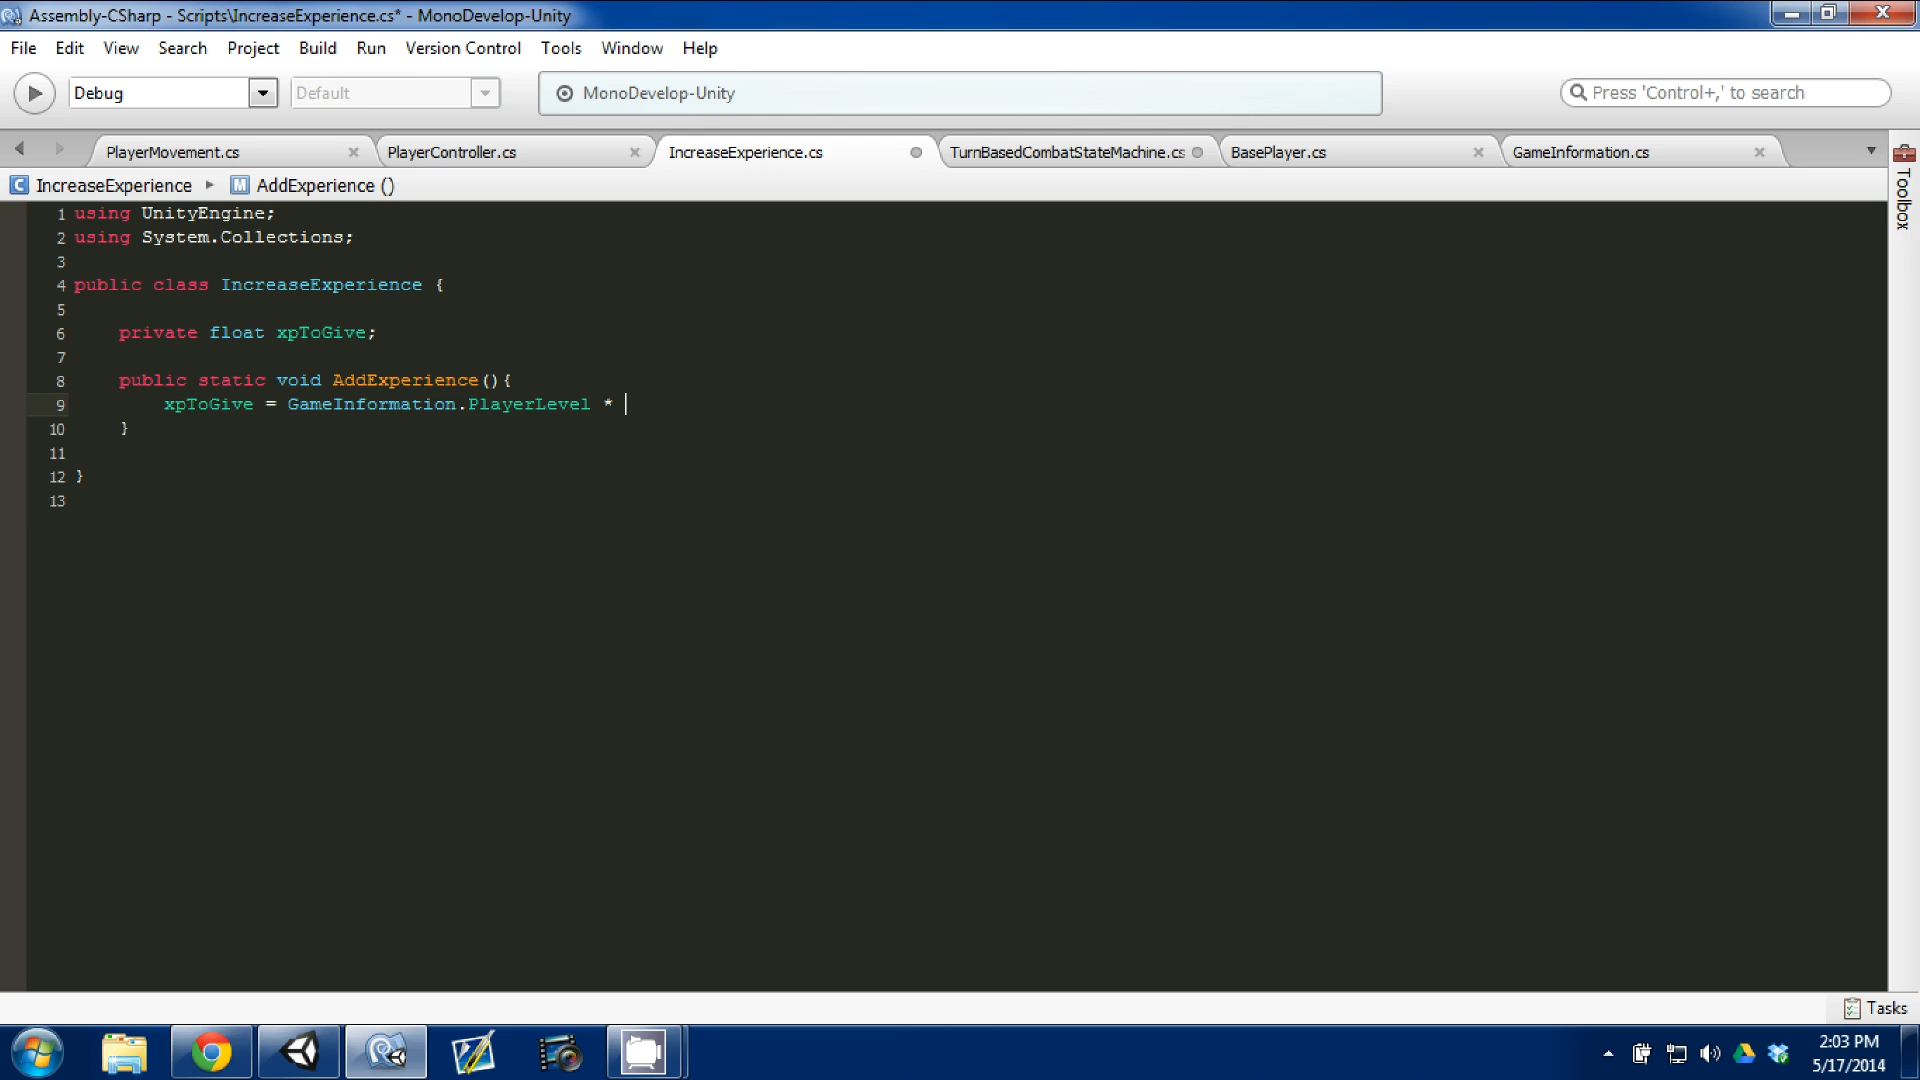 Assembly-CSharp - Scripts\IncreaseExperience.cs* - MonoDevelop-Unity
File Edit View Search Project Build Run Version Control Tools Window Help
Debug Default MonoDevelop-Unity Press 'Control+,' to search
PlayerMovement.cs PlayerController.cs IncreaseExperience.cs TurnBasedCombatStateMachine.cs BasePlayer.cs GameInformation.cs
Toolbox
C IncreaseExperience M AddExperience ()
1 using UnityEngine;
2 using System.Collections;
3
4 public class IncreaseExperience {
5
6 private float xpToGive;
7
8 public static void AddExperience(){
9 xpToGive = GameInformation.PlayerLevel *
10 }
11
12 }
13
Tasks
2:03 PM
5/17/2014